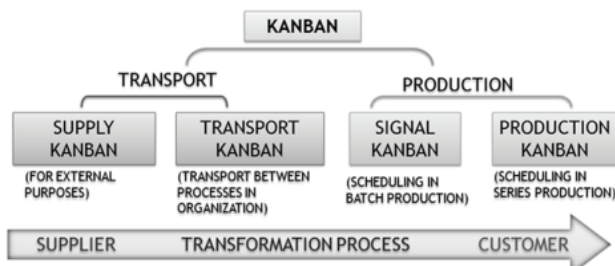 KANBAN
TRANSPORT
PRODUCTION
SUPPLY
KANBAN
(FOR EXTERNAL
PURPOSES)
TRANSPORT
KANBAN
(TRANSPORT BETWEEN
PROCESSES IN
ORGANIZATION)
SIGNAL
KANBAN
(SCHEDULING IN
BATCH PRODUCTION)
PRODUCTION
KANBAN
(SCHEDULING IN
SERIES PRODUCTION)
SUPPLIER TRANSFORMATION PROCESS CUSTOMER